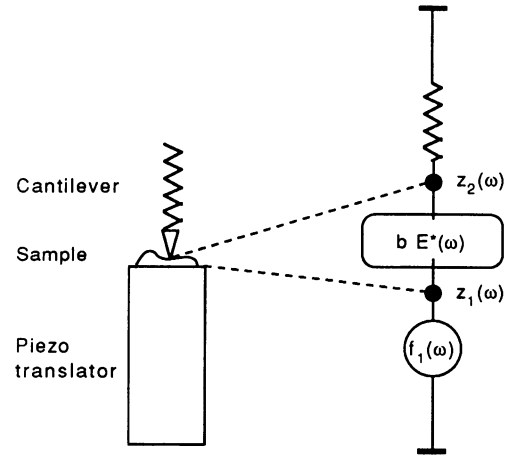 Cantilever
Sample
Piezo
translator
z₂(ω)
b E*(ω)
z₁(ω)
f₁(ω)